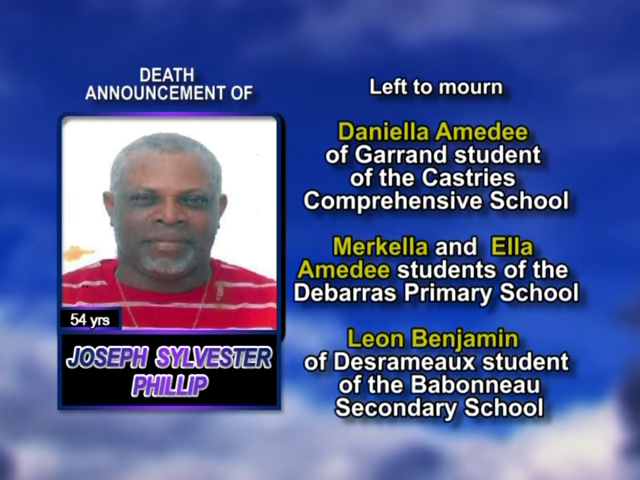 DEATH
ANNOUNCEMENT OF
54 yrs
JOSEPH SYLVESTER
PHILLIP
Left to mourn
Daniella Amedee
of Garrand student
of the Castries
Comprehensive School
Merkella and Ella
Amedee students of the
Debarras Primary School
Leon Benjamin
of Desrameaux student
of the Babonneau
Secondary School